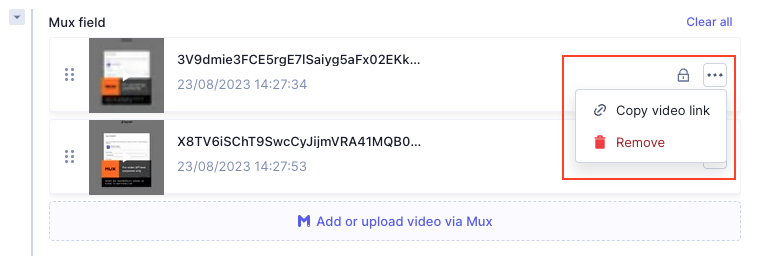 Mux field
Clear all
3V9dmie3FCE5rgE7lSaiyg5aFx02EKk...
23/08/2023 14:27:34
Copy video link
Remove
X8TV6iSChT9SwcCyJijmVRA41MQB0...
23/08/2023 14:27:53
MUX
Add or upload video via Mux